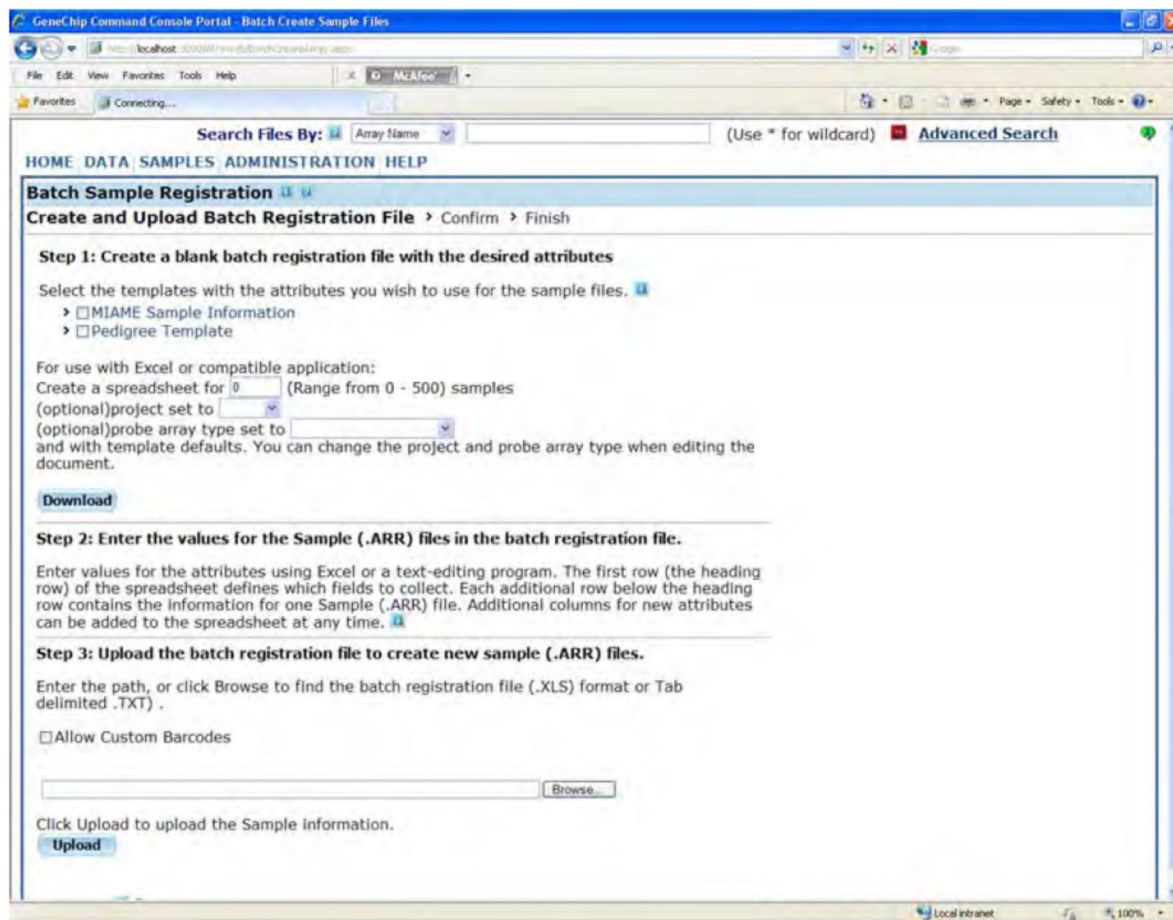 GeneChip Command Console Portal - Batch Create Sample Files
localhost
File Edit View Favorites Tools Help
x McAfee
Favorites Connecting... Page Safety Tools
Search Files By: Array Name (Use * for wildcard) Advanced Search
HOME DATA SAMPLES ADMINISTRATION HELP
Batch Sample Registration
Create and Upload Batch Registration File > Confirm > Finish
Step 1: Create a blank batch registration file with the desired attributes
Select the templates with the attributes you wish to use for the sample files.
> MIAME Sample Information
> Pedigree Template
For use with Excel or compatible application:
Create a spreadsheet for 0 (Range from 0 - 500) samples
(optional)project set to
(optional)probe array type set to
and with template defaults. You can change the project and probe array type when editing the
document.
Download
Step 2: Enter the values for the Sample (.ARR) files in the batch registration file.
Enter values for the attributes using Excel or a text-editing program. The first row (the heading
row) of the spreadsheet defines which fields to collect. Each additional row below the heading
row contains the information for one Sample (.ARR) file. Additional columns for new attributes
can be added to the spreadsheet at any time.
Step 3: Upload the batch registration file to create new sample (.ARR) files.
Enter the path, or click Browse to find the batch registration file (.XLS) format or Tab
delimited .TXT) .
Allow Custom Barcodes
Browse...
Click Upload to upload the Sample information.
Upload
Local intranet 100%